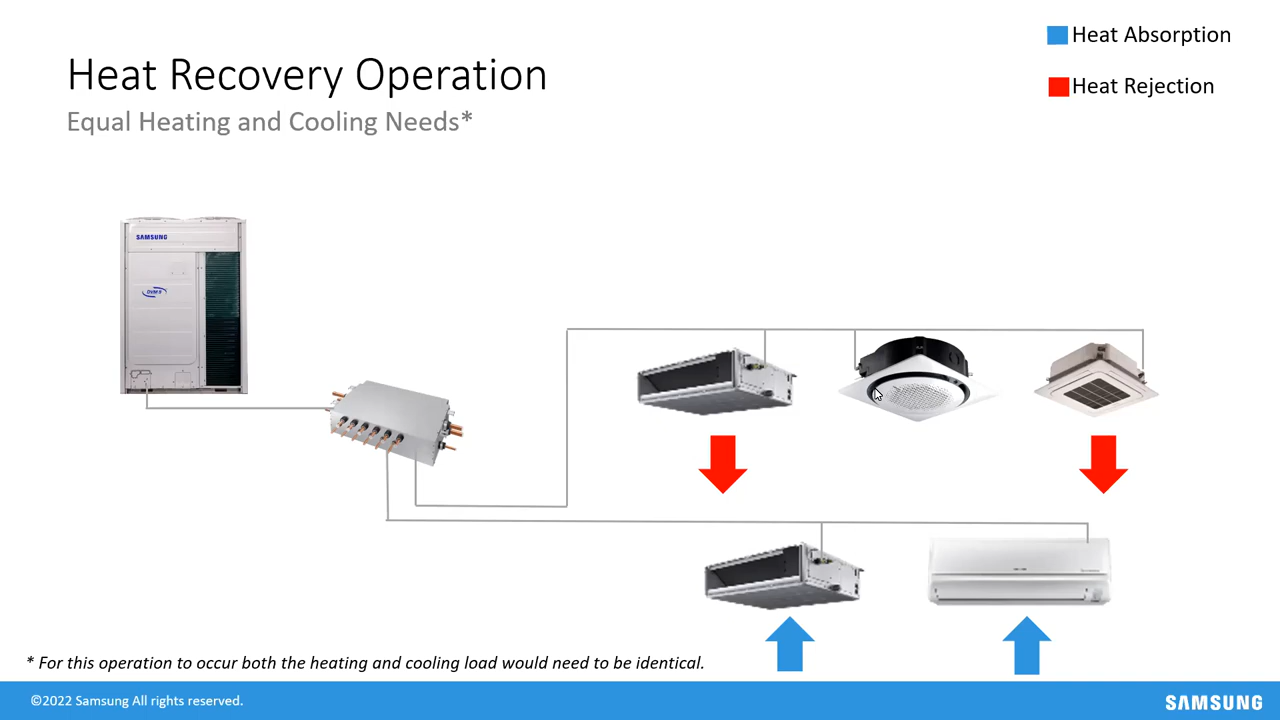 Heat Absorption
Heat Recovery Operation
Heat Rejection
Equal Heating and Cooling Needs*
SAMSUNG
DVM S
* For this operation to occur both the heating and cooling load would need to be identical.
©2022 Samsung All rights reserved.
SAMSUNG